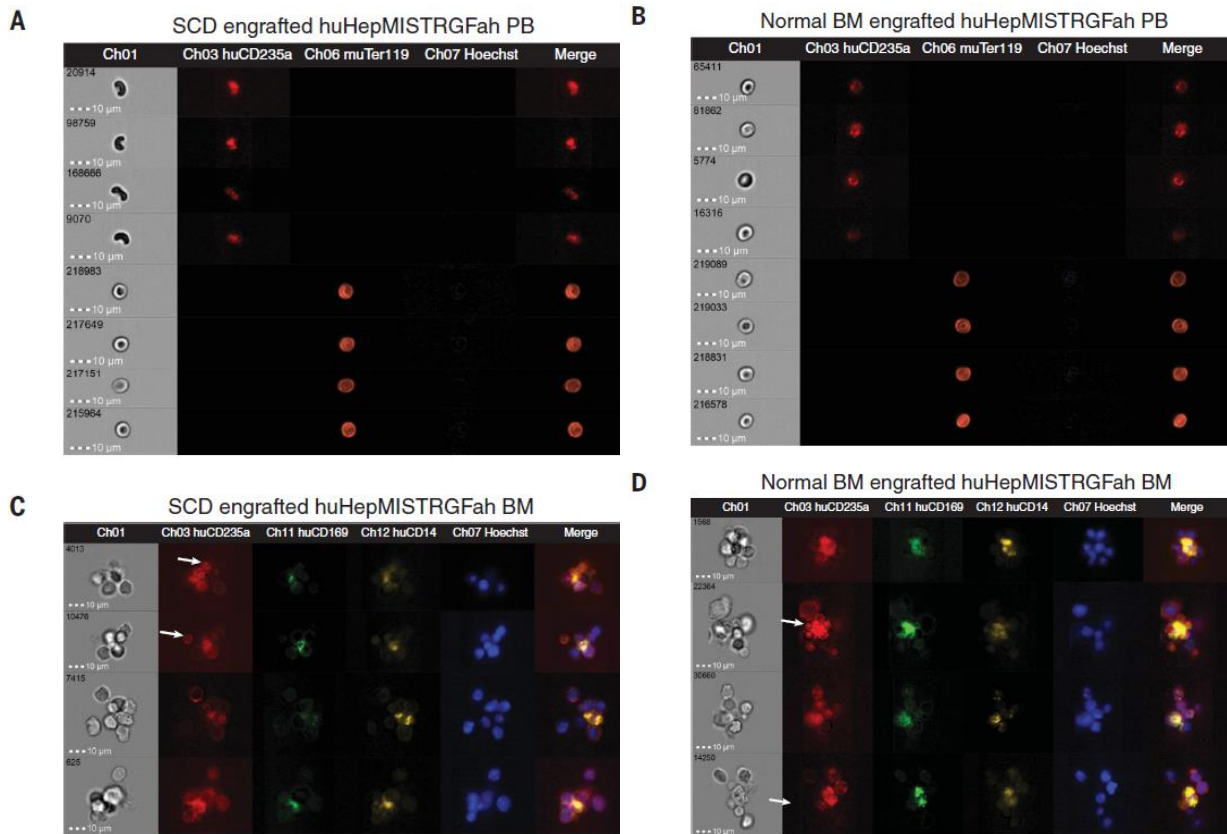 A
SCD engrafted huHepMISTRGFah PB
Ch01 Ch03 huCD235a Ch06 muTer119 Ch07 Hoechst Merge
20914
10 µm
98759
10 µm
168666
10 µm
9070
10 µm
218983
10 µm
217649
10 µm
217151
10 µm
215964
10 µm
B
Normal BM engrafted huHepMISTRGFah PB
Ch01 Ch03 huCD235a Ch06 muTer119 Ch07 Hoechst Merge
65411
10 µm
81862
10 µm
5774
10 µm
16316
10 µm
219089
10 µm
219033
10 µm
218831
10 µm
216578
10 µm
C
SCD engrafted huHepMISTRGFah BM
Ch01 Ch03 huCD235a Ch11 huCD169 Ch12 huCD14 Ch07 Hoechst Merge
4013
10 µm
10476
10 µm
7415
10 µm
625
10 µm
D
Normal BM engrafted huHepMISTRGFah BM
Ch01 Ch03 huCD235a Ch11 huCD169 Ch12 huCD14 Ch07 Hoechst Merge
1568
10 µm
22364
10 µm
30660
10 µm
14250
10 µm